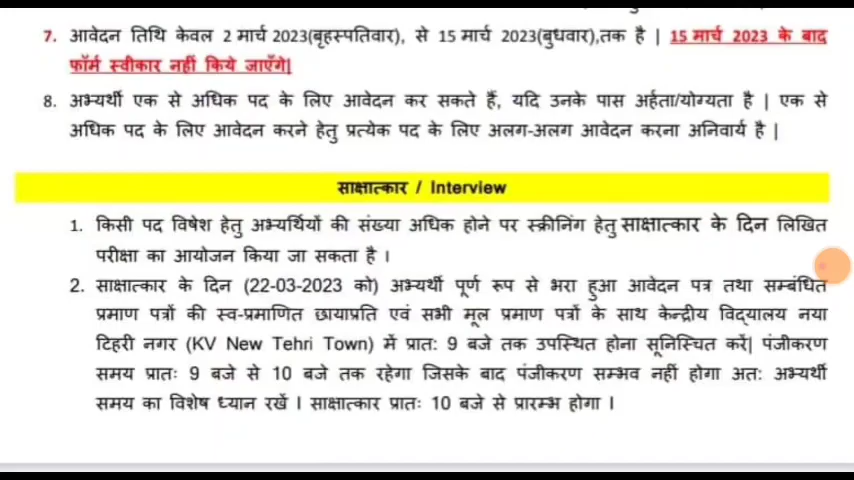 7. आवेदन तिथि केवल 2 मार्च 2023(बृहस्पतिवार), से 15 मार्च 2023(बुधवार),तक है | 15 मार्च 2023 के बाद
फॉर्म स्वीकार नहीं किये जाएँगे|
8. अभ्यर्थी एक से अधिक पद के लिए आवेदन कर सकते हैं, यदि उनके पास अर्हता/योग्यता है | एक से
अधिक पद के लिए आवेदन करने हेतु प्रत्येक पद के लिए अलग-अलग आवेदन करना अनिवार्य है |
साक्षात्कार / Interview
1. किसी पद विषेश हेतु अभ्यर्थियों की संख्या अधिक होने पर स्क्रीनिंग हेतु साक्षात्कार के दिन लिखित
परीक्षा का आयोजन किया जा सकता है ।
2. साक्षात्कार के दिन (22-03-2023 को) अभ्यर्थी पूर्ण रूप से भरा हुआ आवेदन पत्र तथा सम्बंधित
प्रमाण पत्रों की स्व-प्रमाणित छायाप्रति एवं सभी मूल प्रमाण पत्रों के साथ केन्द्रीय विद्यालय नया
टिहरी नगर (KV New Tehri Town) में प्रात: 9 बजे तक उपस्थित होना सूनिस्चित करें| पंजीकरण
समय प्रातः 9 बजे से 10 बजे तक रहेगा जिसके बाद पंजीकरण सम्भव नहीं होगा अत: अभ्यर्थी
समय का विशेष ध्यान रखें । साक्षात्कार प्रातः 10 बजे से प्रारम्भ होगा ।